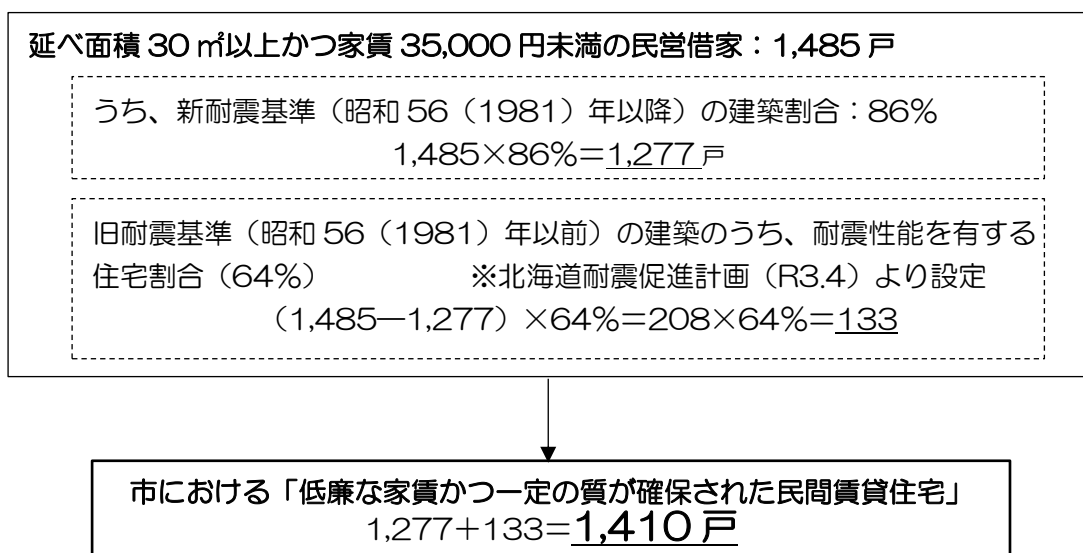 延べ面積 30 ㎡以上かつ家賃 35,000 円未満の民営借家：1,485 戸
うち、新耐震基準（昭和 56（1981）年以降）の建築割合：86%
1,485×86%＝1,277 戸
旧耐震基準（昭和 56（1981）年以前）の建築のうち、耐震性能を有する
住宅割合（64%） ※北海道耐震促進計画（R3.4）より設定
（1,485―1,277）×64%＝208×64%＝133
市における「低廉な家賃かつ一定の質が確保された民間賃貸住宅」
1,277＋133＝1,410 戸